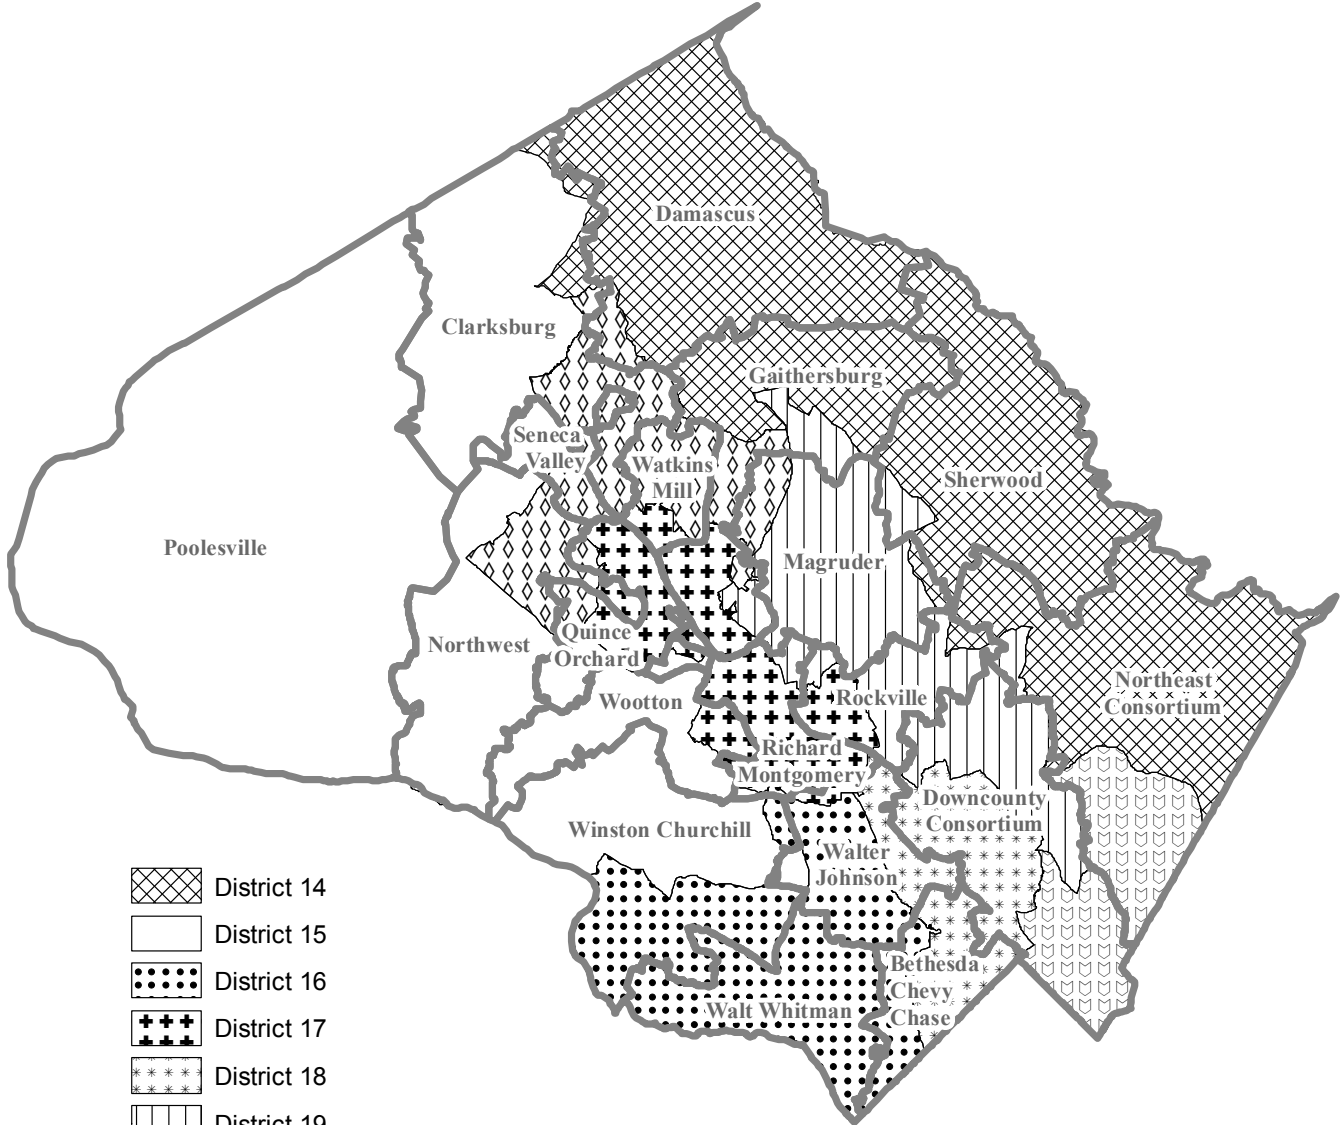 Damascus
Clarksburg
Gaithersburg
Seneca
Valley
Watkins
Mill
Sherwood
Poolesville
Magruder
Northwest
Quince
Orchard
Wootton
Rockville
Northeast
Consortium
Richard
Montgomery
Downcounty
Consortium
Winston Churchill
Walter
Johnson
Bethesda
Chevy
Chase
Walt Whitman
District 14
District 15
District 16
District 17
District 18
District 19